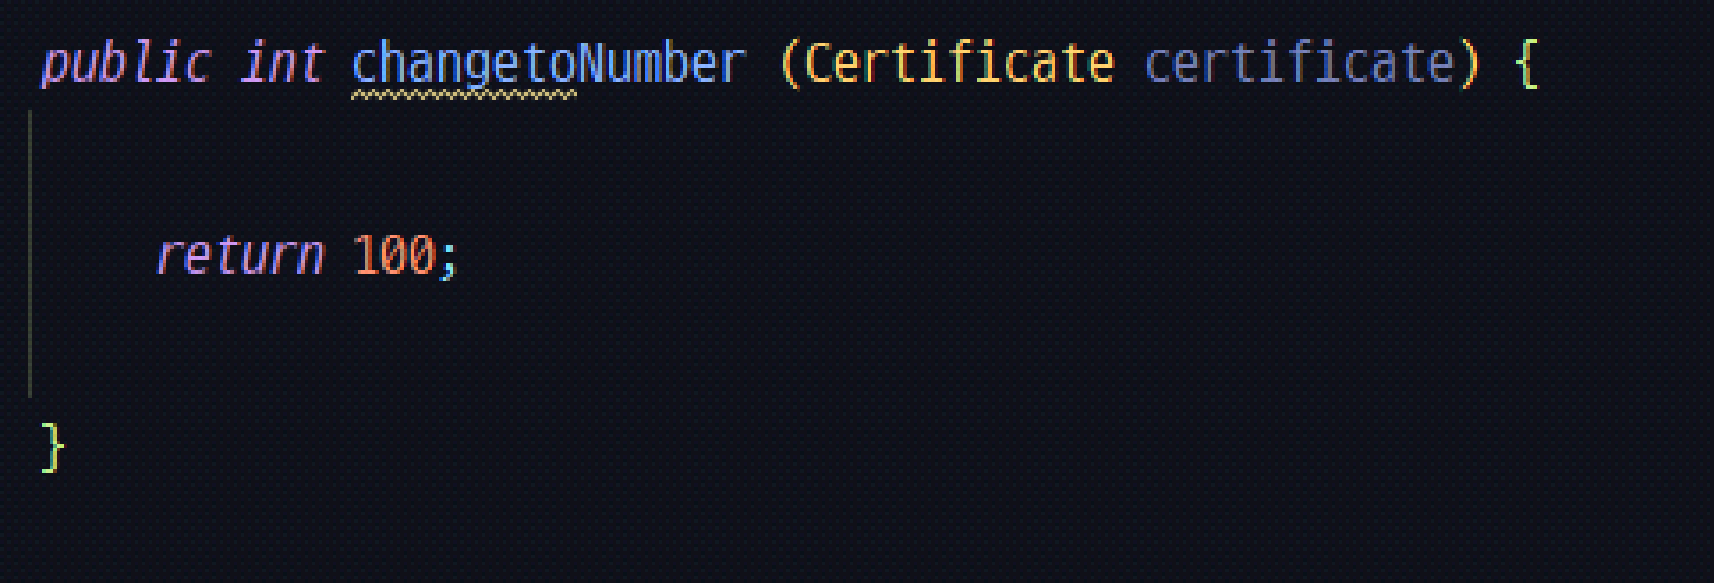 public int changetoNumber (Certificate certificate) {
return 100;
}